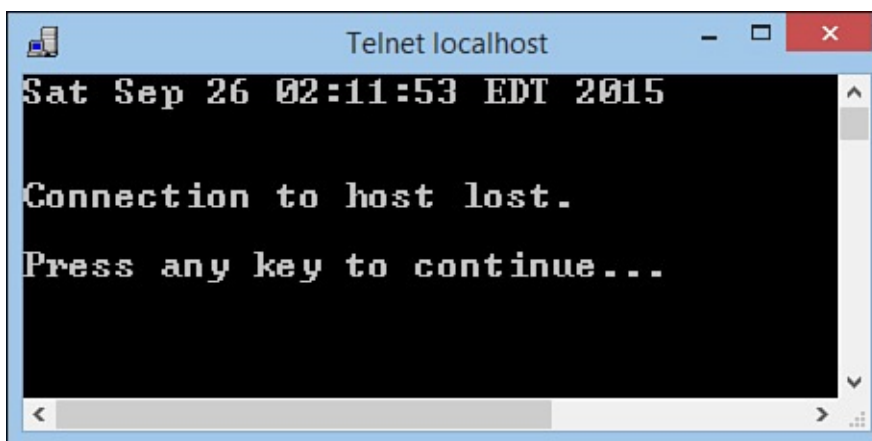 Telnet localhost
Sat Sep 26 02:11:53 EDT 2015
Connection to host lost.
Press any key to continue...